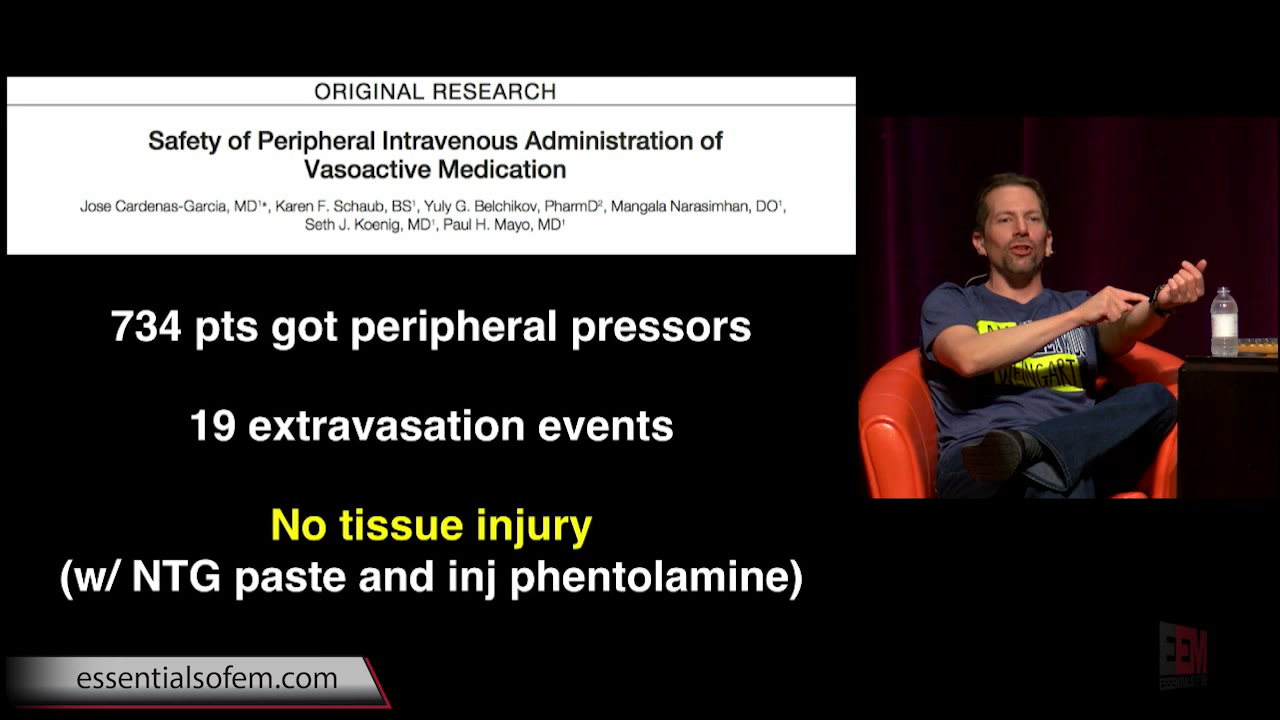 ORIGINAL RESEARCH
Safety of Peripheral Intravenous Administration of
Vasoactive Medication
Jose Cardenas-Garcia, MD¹*, Karen F. Schaub, BS¹, Yuly G. Belchikov, PharmD², Mangala Narasimhan, DO¹,
Seth J. Koenig, MD¹, Paul H. Mayo, MD¹
734 pts got peripheral pressors
19 extravasation events
No tissue injury
(w/ NTG paste and inj phentolamine)
WEINGART
EEM
essentialsofem.com